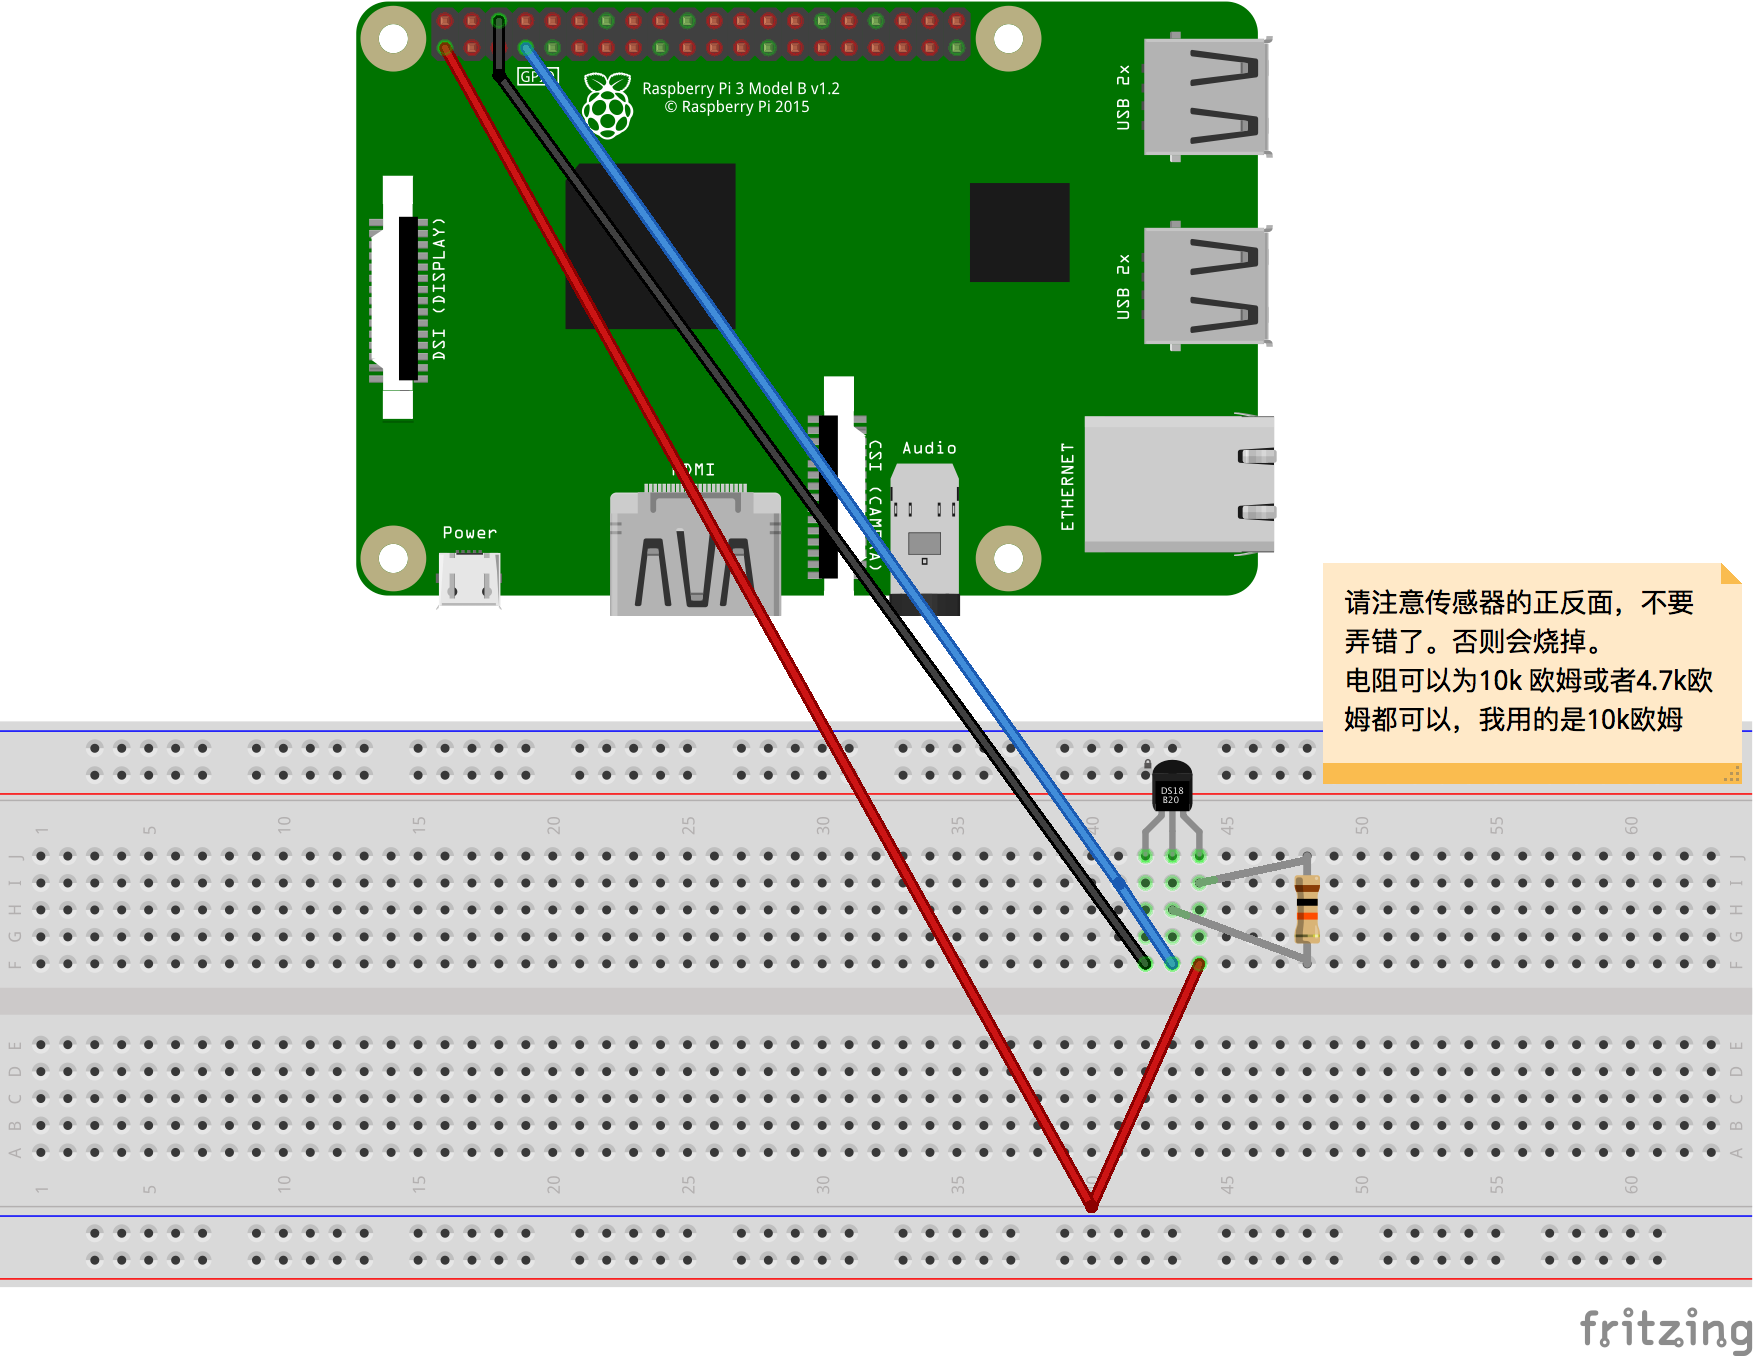 GPIO
Raspberry Pi 3 Model B v1.2
© Raspberry Pi 2015
USB 2x
USB 2x
DSI (DISPLAY)
CSI (CAMERA)
Audio
ETHERNET
HDMI
Power
请注意传感器的正反面，不要
弄错了。否则会烧掉。
电阻可以为10k 欧姆或者4.7k欧
姆都可以，我用的是10k欧姆
DS18
B20
1 5 10 15 20 25 30 35 40 45 50 55 60
J J
I I
H H
G G
F F
E E
D D
C C
B B
A A
1 5 10 15 20 25 30 35 45 50 55 60
fritzing